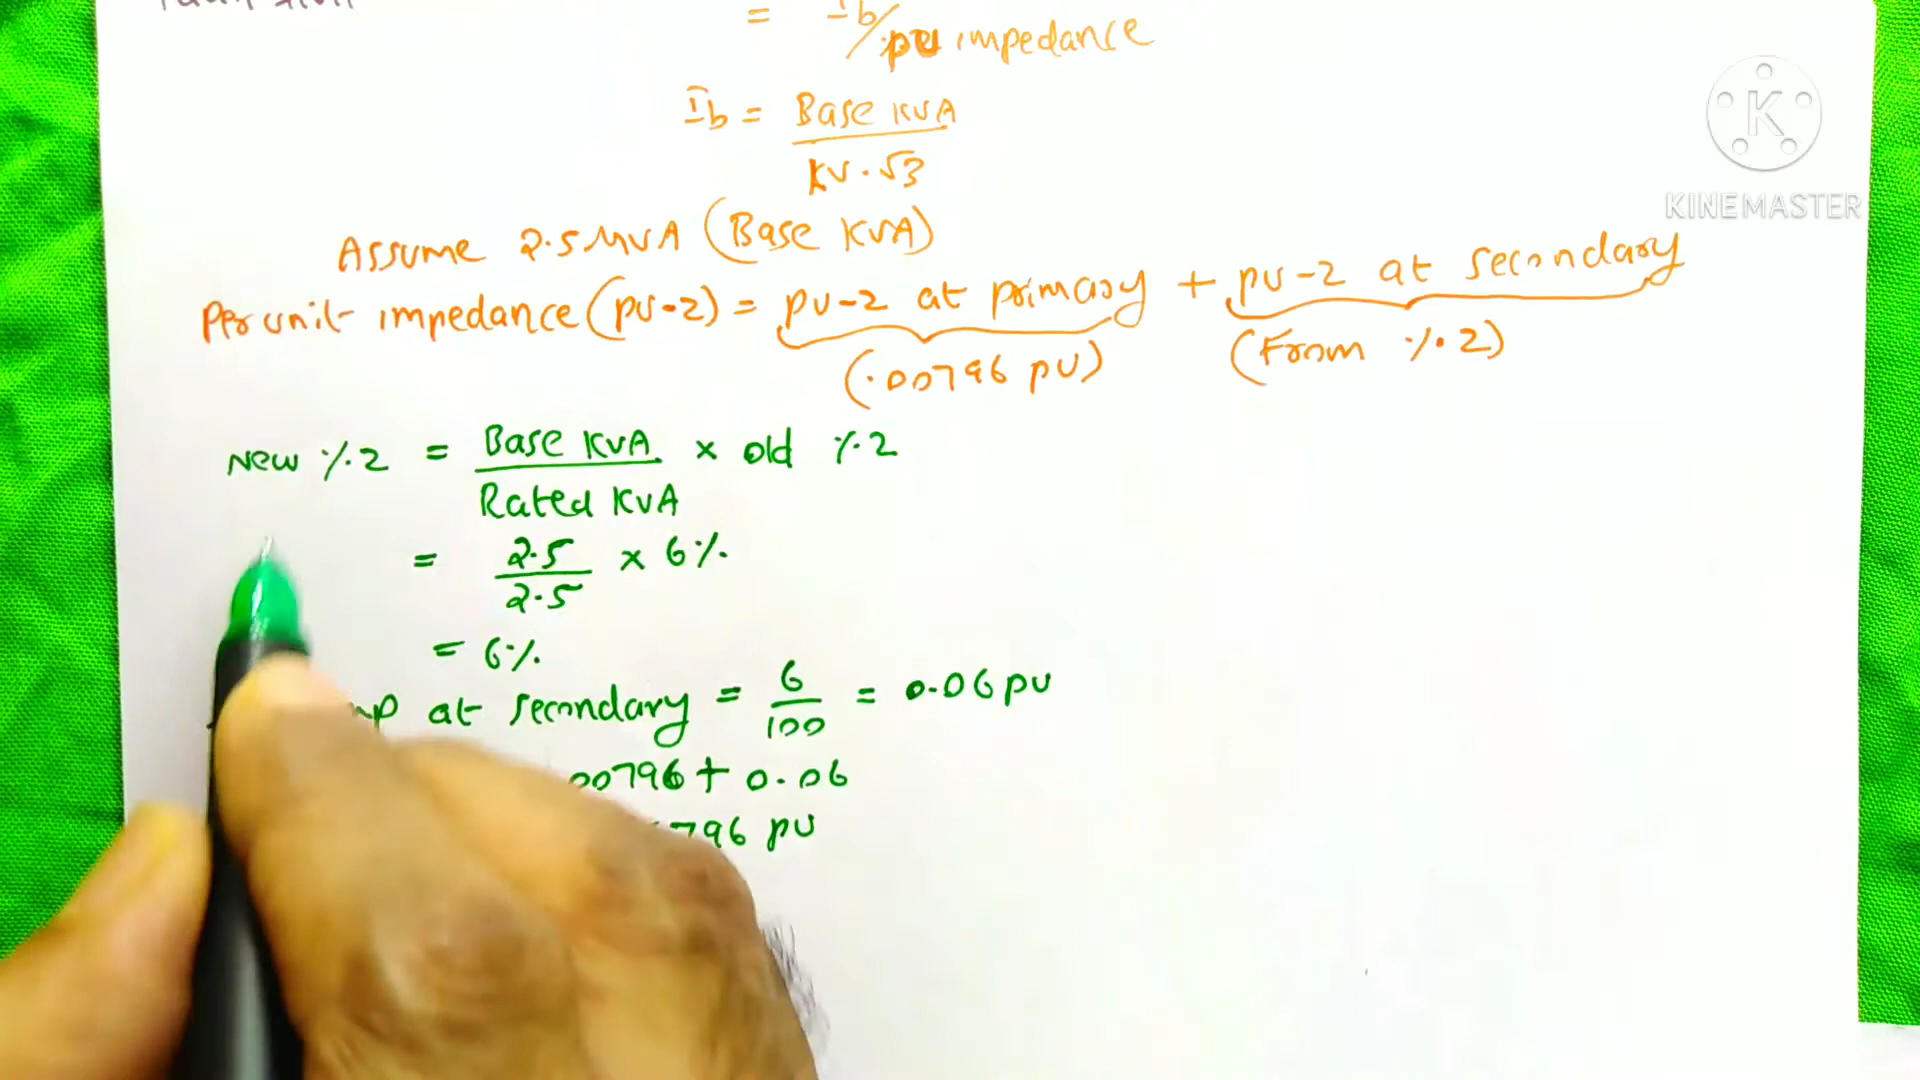 = Ib/pu impedance
Ib = Base KVA
KV.√3
Assume 2.5 MVA (Base KVA)
Per unit impedance (pu-z) = pu-z at primary + pu-z at secondary
(.00796 pu) (From %z)
New %z = Base KVA × old %z
Rated KVA
= 2.5 × 6%
2.5
= 6%
at secondary = 6 = 0.06 pu
100
00796 + 0.06
796 pu
K
KINEMASTER